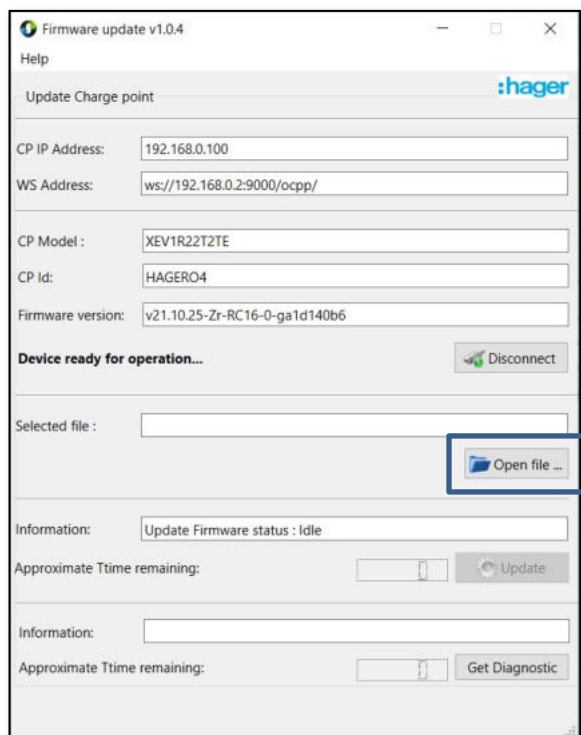 Firmware update v1.0.4
Help
:hager
Update Charge point
CP IP Address: 192.168.0.100
WS Address: ws://192.168.0.2:9000/ocpp/
CP Model : XEV1R22T2TE
CP Id: HAGERO4
Firmware version: v21.10.25-Zr-RC16-0-ga1d140b6
Device ready for operation... Disconnect
Selected file :
Open file ...
Information: Update Firmware status : Idle
Approximate Ttime remaining: 0 Update
Information:
Approximate Ttime remaining: 0 Get Diagnostic